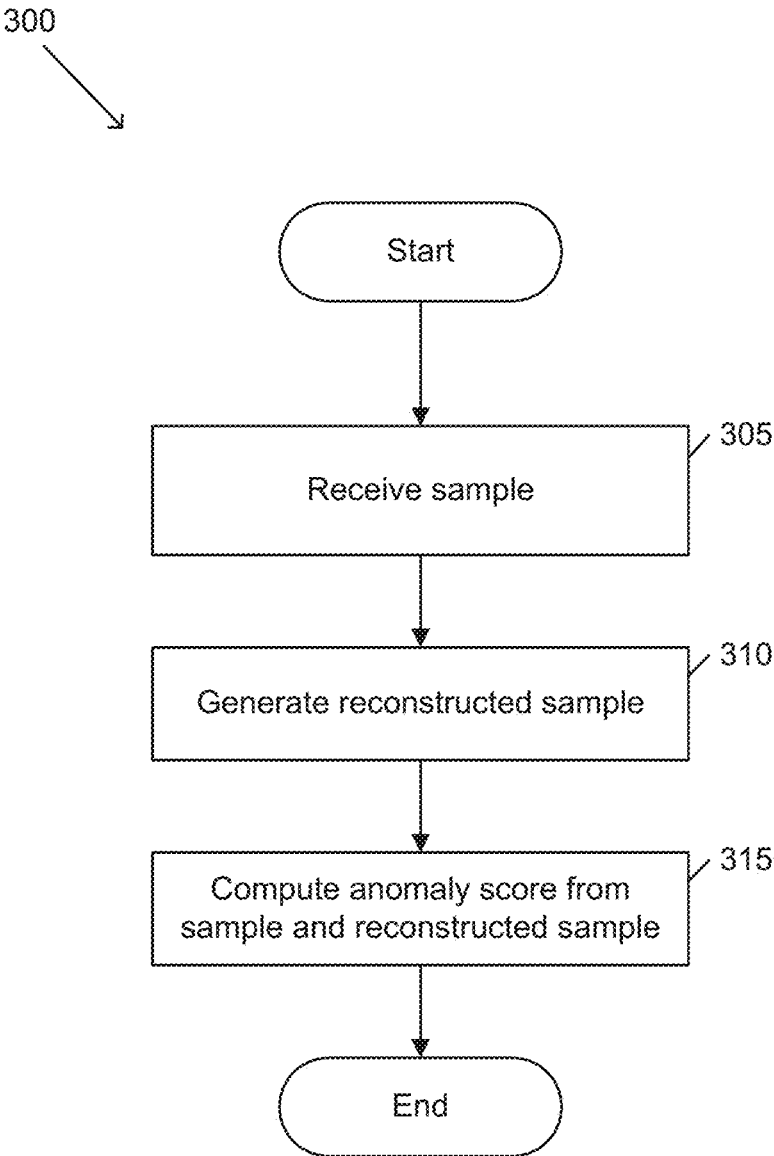 300
Start
305
Receive sample
310
Generate reconstructed sample
315
Compute anomaly score from
sample and reconstructed sample
End